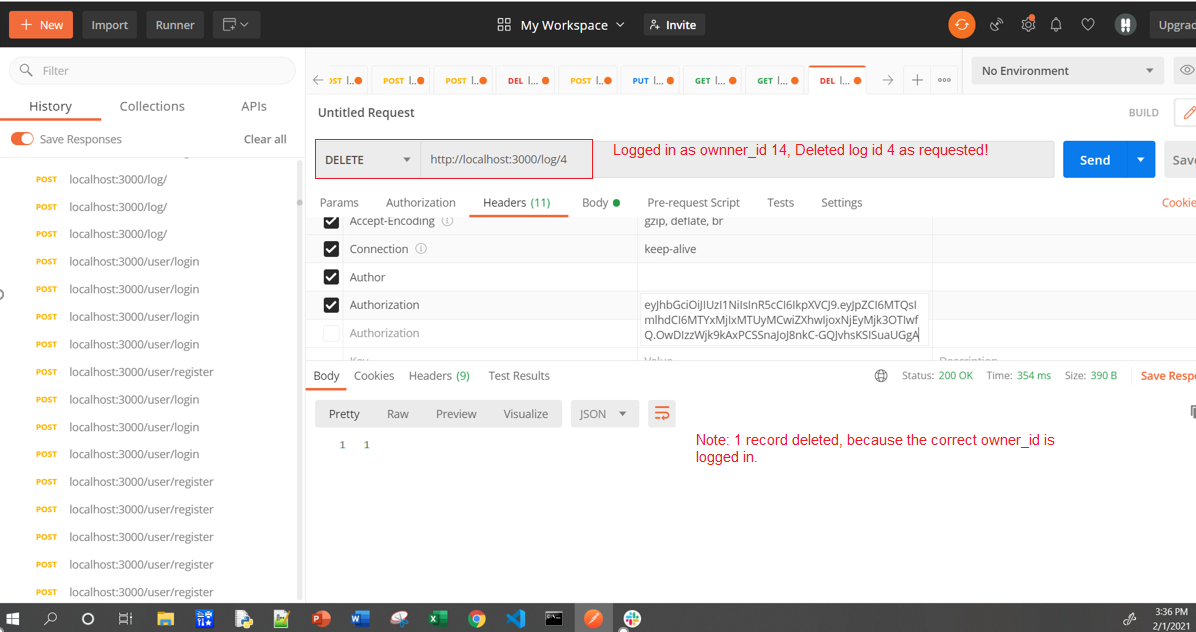 New
Import
Runner
My Workspace
Invite
Upgrad
Filter
History
Collections
APIs
Save Responses
Clear all
POST localhost:3000/log/
POST localhost:3000/log/
POST localhost:3000/log/
POST localhost:3000/user/login
POST localhost:3000/user/login
POST localhost:3000/user/login
POST localhost:3000/user/login
POST localhost:3000/user/register
POST localhost:3000/user/login
POST localhost:3000/user/login
POST localhost:3000/user/login
POST localhost:3000/user/register
POST localhost:3000/user/register
POST localhost:3000/user/register
POST localhost:3000/user/register
POST localhost:3000/user/register
OST l...
POST l...
POST l...
DEL l...
POST l...
PUT l...
GET l...
GET l...
DEL l...
No Environment
Untitled Request
BUILD
DELETE
http://localhost:3000/log/4
Logged in as ownner_id 14, Deleted log id 4 as requested!
Send
Save
Params
Authorization
Headers (11)
Body
Pre-request Script
Tests
Settings
Cookie
Accept-Encoding
gzip, deflate, br
Connection
keep-alive
Author
Authorization
eyJhbGciOiJIUzI1NiIsInR5cCI6IkpXVCJ9.eyJpZCI6MTQsI
mlhdCI6MTYxMjIxMTUyMCwiZXhwIjoxNjEyMjk3OTIwf
Q.OwDIzzWjk9kAxPCSSnaJoJ8nkC-GQJvhsKSISuaUGgA
Authorization
Key
Value
Description
Body
Cookies
Headers (9)
Test Results
Status: 200 OK
Time: 354 ms
Size: 390 B
Save Respo
Pretty
Raw
Preview
Visualize
JSON
1 1
Note: 1 record deleted, because the correct owner_id is
logged in.
3:36 PM
2/1/2021